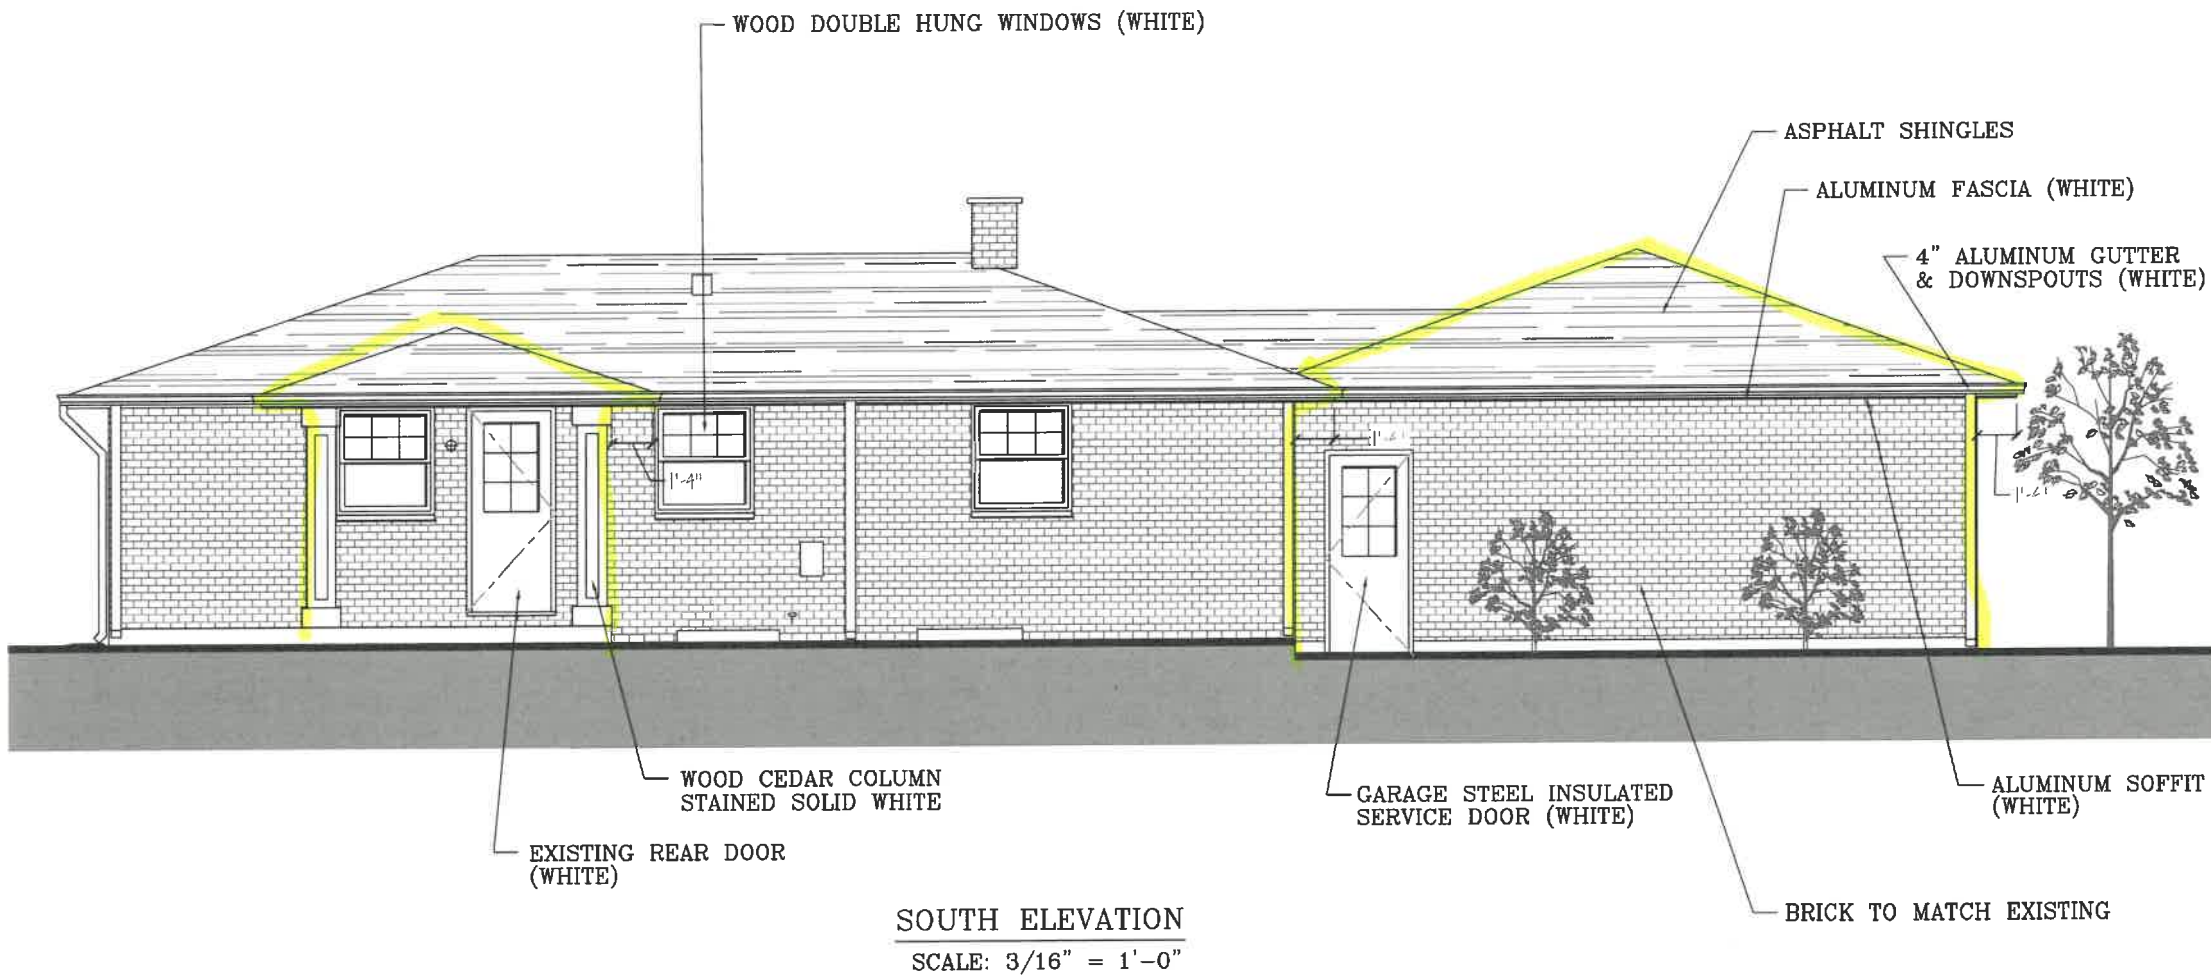 WOOD DOUBLE HUNG WINDOWS (WHITE)
ASPHALT SHINGLES
ALUMINUM FASCIA (WHITE)
4" ALUMINUM GUTTER
& DOWNSPOUTS (WHITE)
1'-4"
WOOD CEDAR COLUMN
STAINED SOLID WHITE
GARAGE STEEL INSULATED
SERVICE DOOR (WHITE)
ALUMINUM SOFFIT
(WHITE)
EXISTING REAR DOOR
(WHITE)
BRICK TO MATCH EXISTING
SOUTH ELEVATION
SCALE: 3/16" = 1'-0"